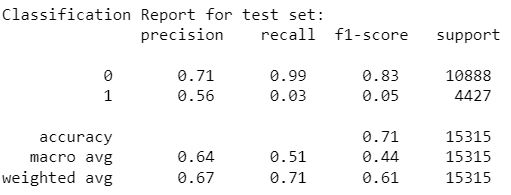 Classification Report for test set:
precision recall f1-score support
0 0.71 0.99 0.83 10888
1 0.56 0.03 0.05 4427
accuracy 0.71 15315
macro avg 0.64 0.51 0.44 15315
weighted avg 0.67 0.71 0.61 15315